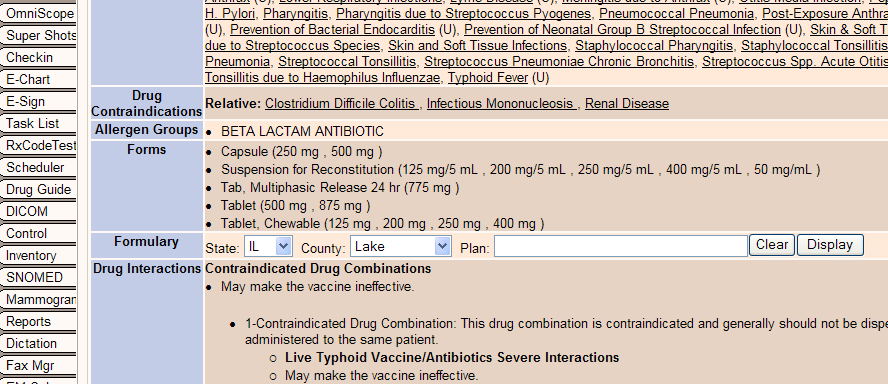 OmniScope
Super Shots
Checkin
E-Chart
E-Sign
Task List
RxCodeTest
Scheduler
Drug Guide
DICOM
Control
Inventory
SNOMED
Mammogram
Reports
Dictation
Fax Mgr
H. Pylori, Pharyngitis, Pharyngitis due to Streptococcus Pyogenes, Pneumococcal Pneumonia, Post-Exposure Anthra
(U), Prevention of Bacterial Endocarditis (U), Prevention of Neonatal Group B Streptococcal Infection (U), Skin & Soft T
due to Streptococcus Species, Skin and Soft Tissue Infections, Staphylococcal Pharyngitis, Staphylococcal Tonsillitis
Pneumonia, Streptococcal Tonsillitis, Streptococcus Pneumoniae Chronic Bronchitis, Streptococcus Spp. Acute Otitis
Tonsillitis due to Haemophilus Influenzae, Typhoid Fever (U)
Drug Contraindications
Relative: Clostridium Difficile Colitis , Infectious Mononucleosis , Renal Disease
Allergen Groups
• BETA LACTAM ANTIBIOTIC
Forms
• Capsule (250 mg , 500 mg )
• Suspension for Reconstitution (125 mg/5 mL , 200 mg/5 mL , 250 mg/5 mL , 400 mg/5 mL , 50 mg/mL )
• Tab, Multiphasic Release 24 hr (775 mg )
• Tablet (500 mg , 875 mg )
• Tablet, Chewable (125 mg , 200 mg , 250 mg , 400 mg )
Formulary
State: IL County: Lake Plan: Clear Display
Drug Interactions
Contraindicated Drug Combinations
• May make the vaccine ineffective.
• 1-Contraindicated Drug Combination: This drug combination is contraindicated and generally should not be dispe
administered to the same patient.
○ Live Typhoid Vaccine/Antibiotics Severe Interactions
○ May make the vaccine ineffective.